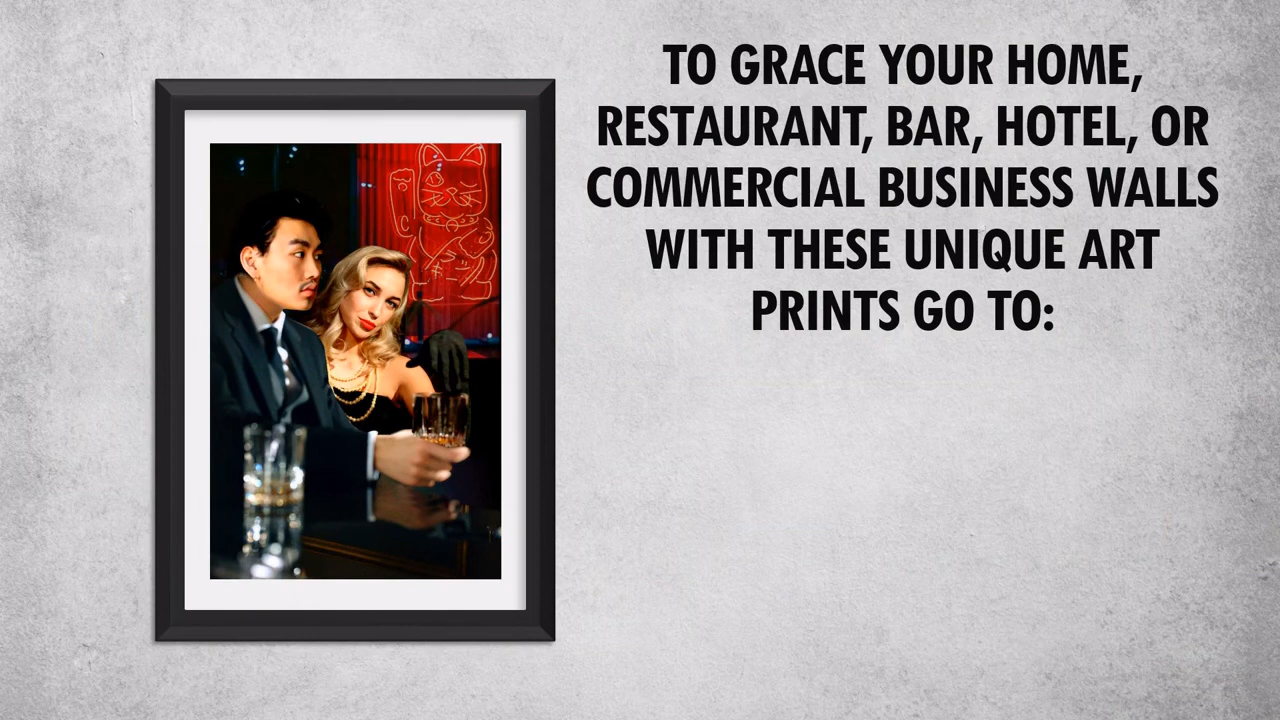 TO GRACE YOUR HOME,
RESTAURANT, BAR, HOTEL, OR
COMMERCIAL BUSINESS WALLS
WITH THESE UNIQUE ART
PRINTS GO TO: